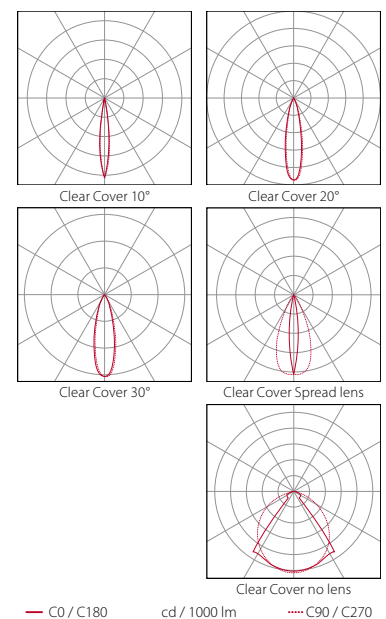 Clear Cover 10°
Clear Cover 20°
Clear Cover 30°
Clear Cover Spread lens
Clear Cover no lens
C0 / C180 cd / 1000 lm C90 / C270